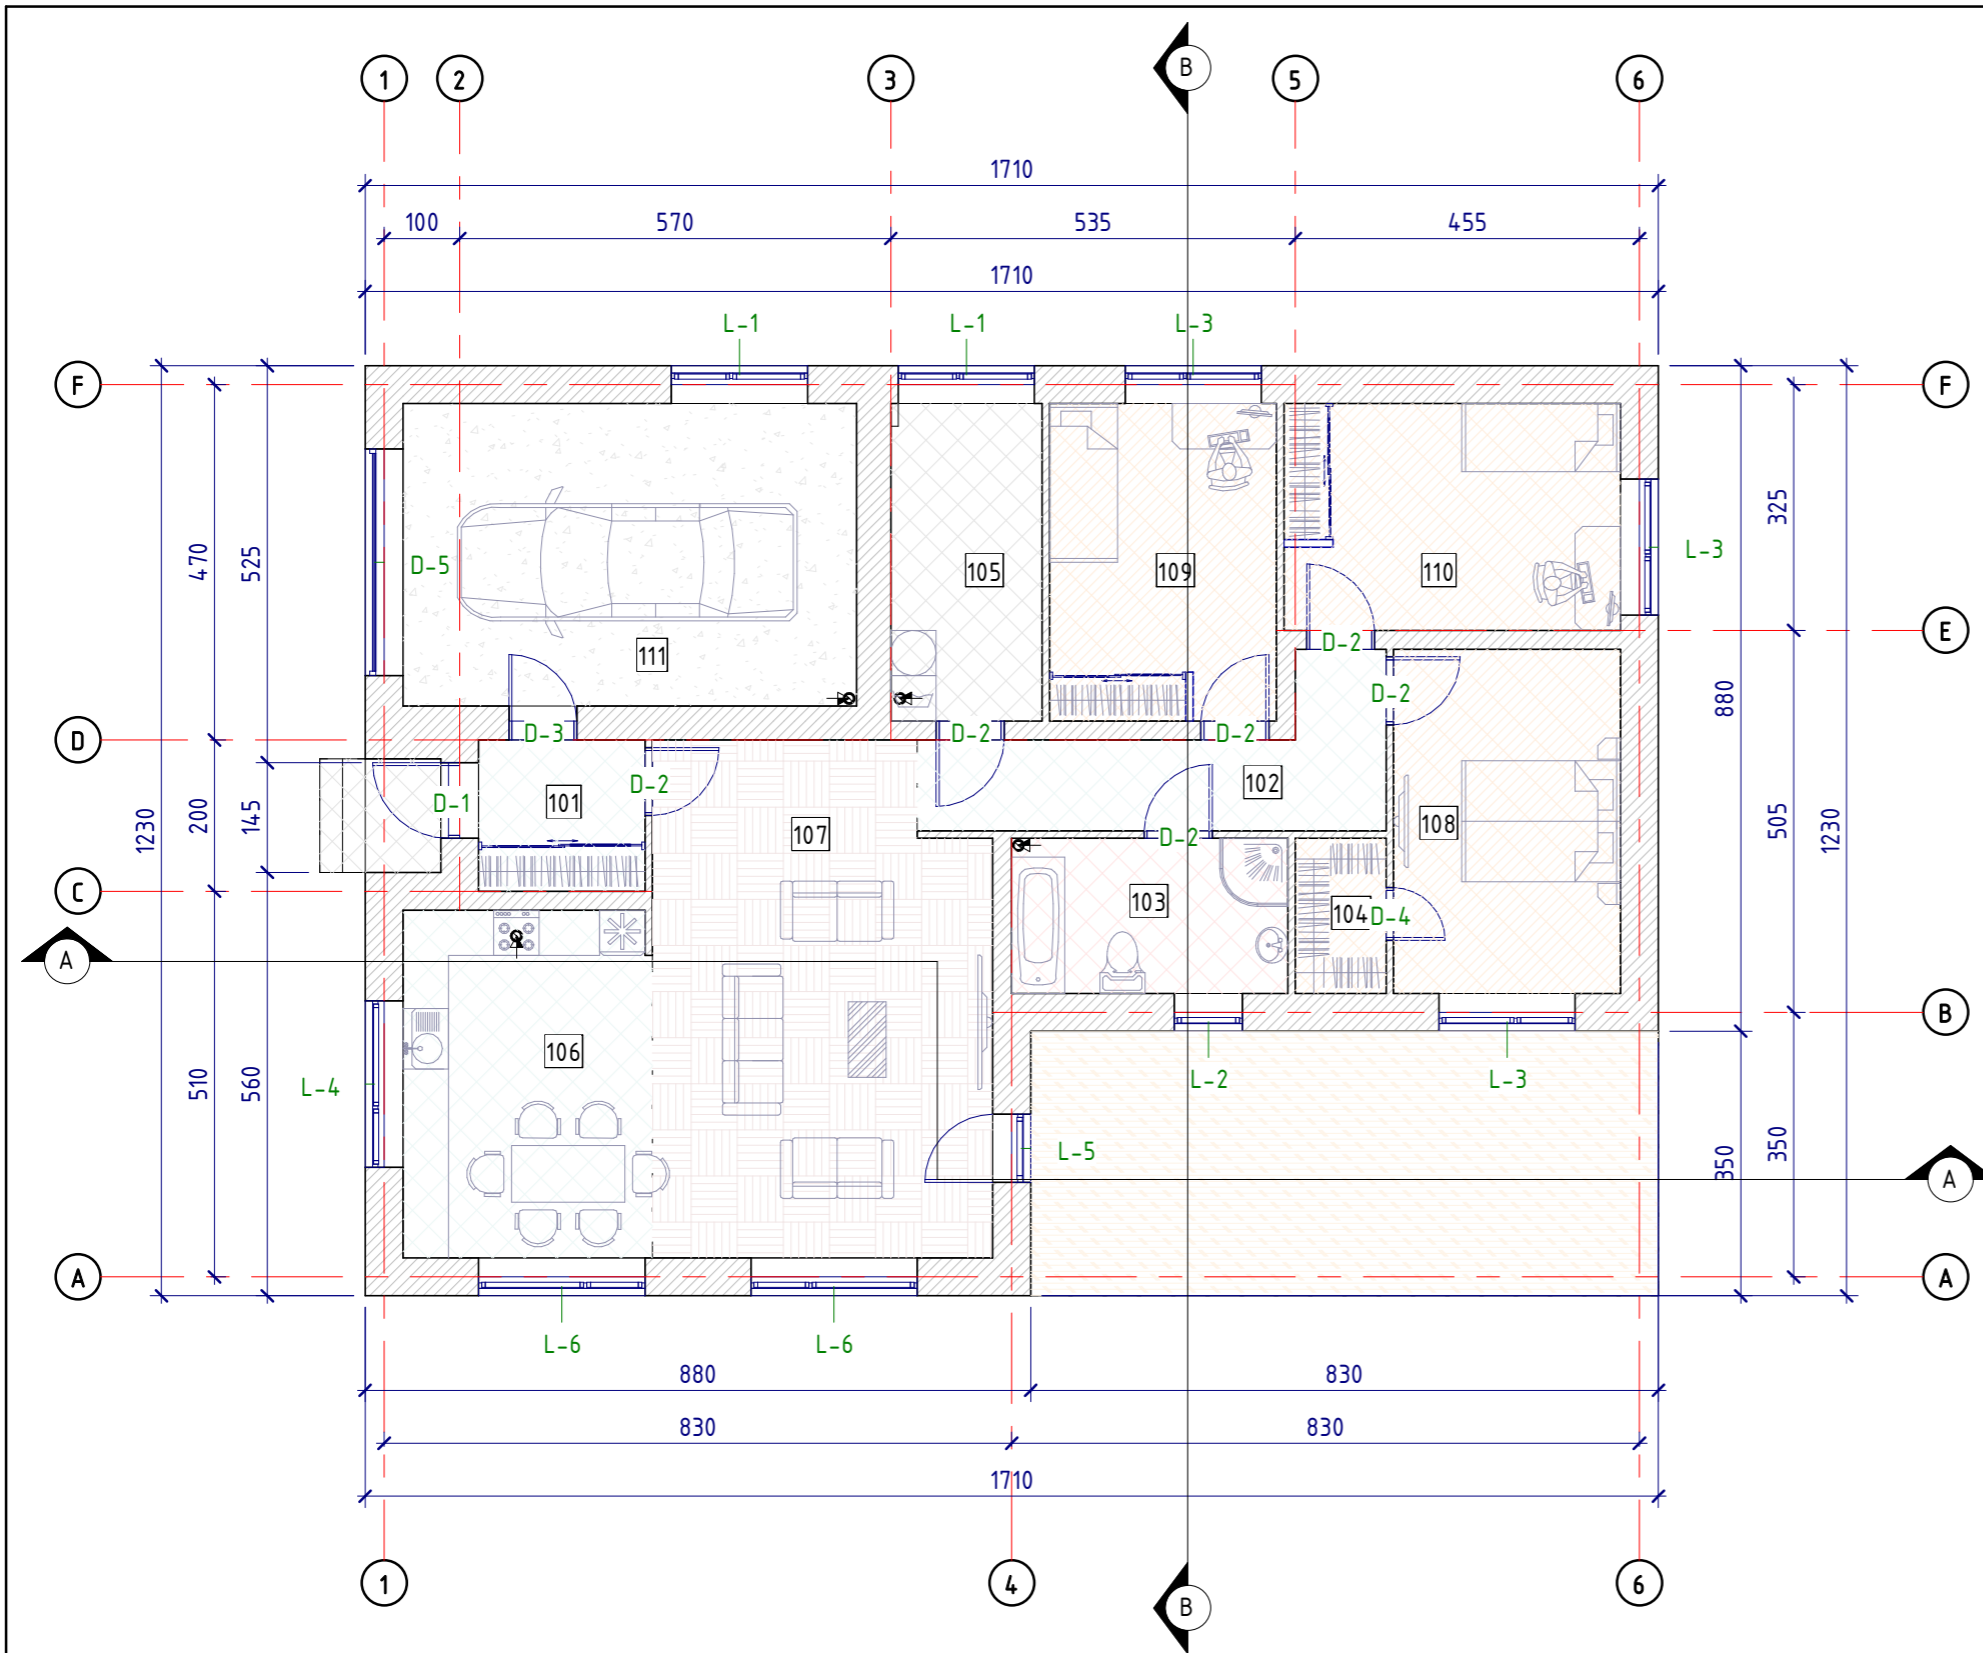 B
1 2 3 5 6
1710
100 570 535 455
1710
L-1 L-1 L-3
F F
470 525 325
D-5 L-3
105 109 110
111
E
D-2
D-2
880
D D-3 D-2 D-2
1230 200 145 D-1 101 D-2 102
107 108 505 1230
D-2
C 103 104 D-4
A
B
510 560 106
L-4 L-2 L-3
L-5 350 350
A
A A
L-6 L-6
880 830
830 830
1710
1 4 6
B